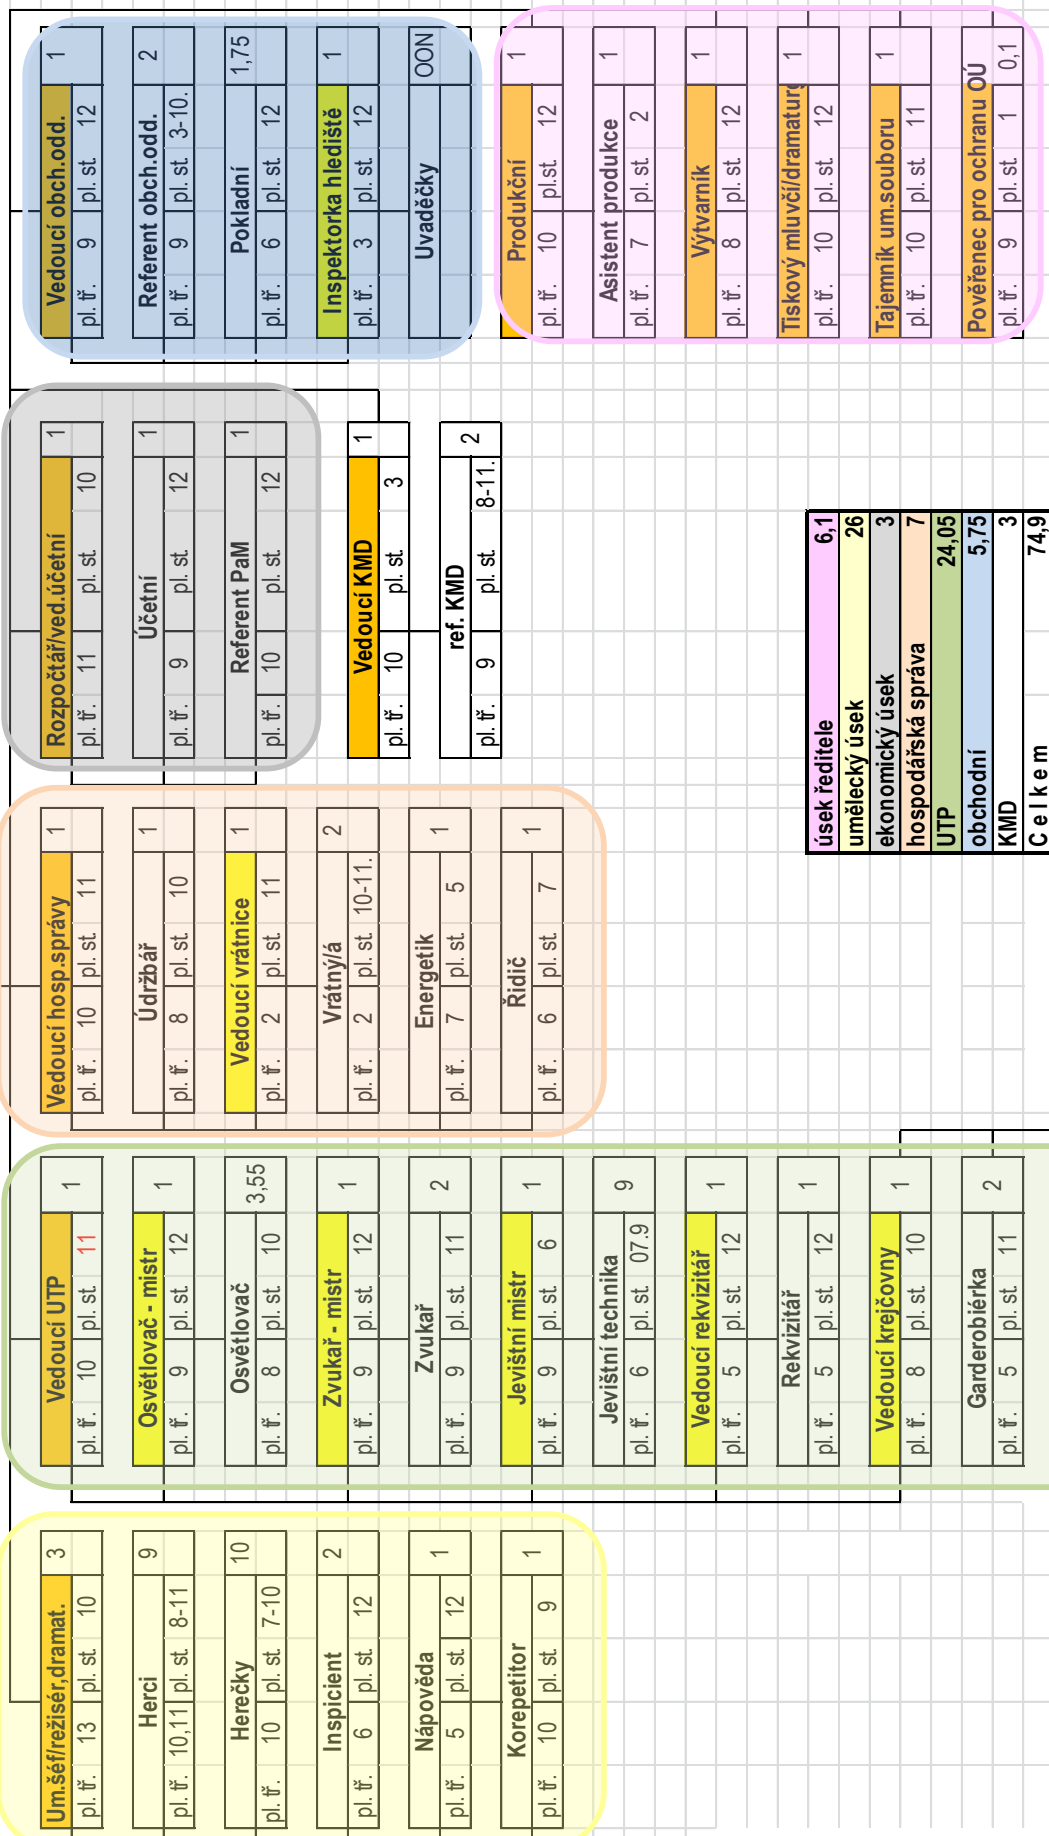 Um.šéf/režisér,dramat. 3
pl. tř. 13 pl. st. 10
Herci 9
pl. tř. 10,11 pl. st. 8-11
Herečky 10
pl. tř. 10 pl. st. 7-10
Inspicient 2
pl. tř. 6 pl. st. 12
Nápověda 1
pl. tř. 5 pl. st. 12
Korepetitor 1
pl. tř. 10 pl. st. 9
Vedoucí UTP 1
pl. tř. 10 pl. st. 11
Osvětlovač - mistr 1
pl. tř. 9 pl. st. 12
Osvětlovač 3,55
pl. tř. 8 pl. st. 10
Zvukař - mistr 1
pl. tř. 9 pl. st. 12
Zvukař 2
pl. tř. 9 pl. st. 11
Jevištní mistr 1
pl. tř. 9 pl. st. 6
Jevištní technika 9
pl. tř. 6 pl. st. 07.9
Vedoucí rekvizitář 1
pl. tř. 5 pl. st. 12
Rekvizitář 1
pl. tř. 5 pl. st. 12
Vedoucí krejčovny 1
pl. tř. 8 pl. st. 10
Garderobiérka 2
pl. tř. 5 pl. st. 11
Vedoucí hosp.správy 1
pl. tř. 10 pl. st. 11
Údržbář 1
pl. tř. 8 pl. st. 10
Vedoucí vrátnice 1
pl. tř. 2 pl. st. 11
Vrátný/á 2
pl. tř. 2 pl. st. 10-11.
Energetik 1
pl. tř. 7 pl. st. 5
Řidič 1
pl. tř. 6 pl. st. 7
Rozpočtář/ved.účetní 1
pl. tř. 11 pl. st. 10
Účetní 1
pl. tř. 9 pl. st. 12
Referent PaM 1
pl. tř. 10 pl. st. 12
Vedoucí KMD 1
pl. tř. 10 pl. st. 3
ref. KMD 2
pl. tř. 9 pl. st. 8-11.
Vedoucí obch.odd. 1
pl. tř. 9 pl. st. 12
Referent obch.odd. 2
pl. tř. 9 pl. st. 3-10.
Pokladní 1,75
pl. tř. 6 pl. st. 12
Inspektorka hlediště 1
pl. tř. 3 pl. st. 12
Uvaděčky OON
Produkční 1
pl. tř. 10 pl.st. 12
Asistent produkce 1
pl. tř. 7 pl. st. 2
Výtvarník 1
pl. tř. 8 pl. st. 12
Tiskový mluvčí/dramaturg 1
pl. tř. 10 pl. st. 12
Tajemník um.souboru 1
pl. tř. 10 pl. st. 11
Pověřenec pro ochranu OÚ 0,1
pl. tř. 9 pl. st. 1
úsek ředitele 6,1
umělecký úsek 26
ekonomický úsek 3
hospodářská správa 7
UTP 24,05
obchodní 5,75
KMD 3
C e l k e m 74,9